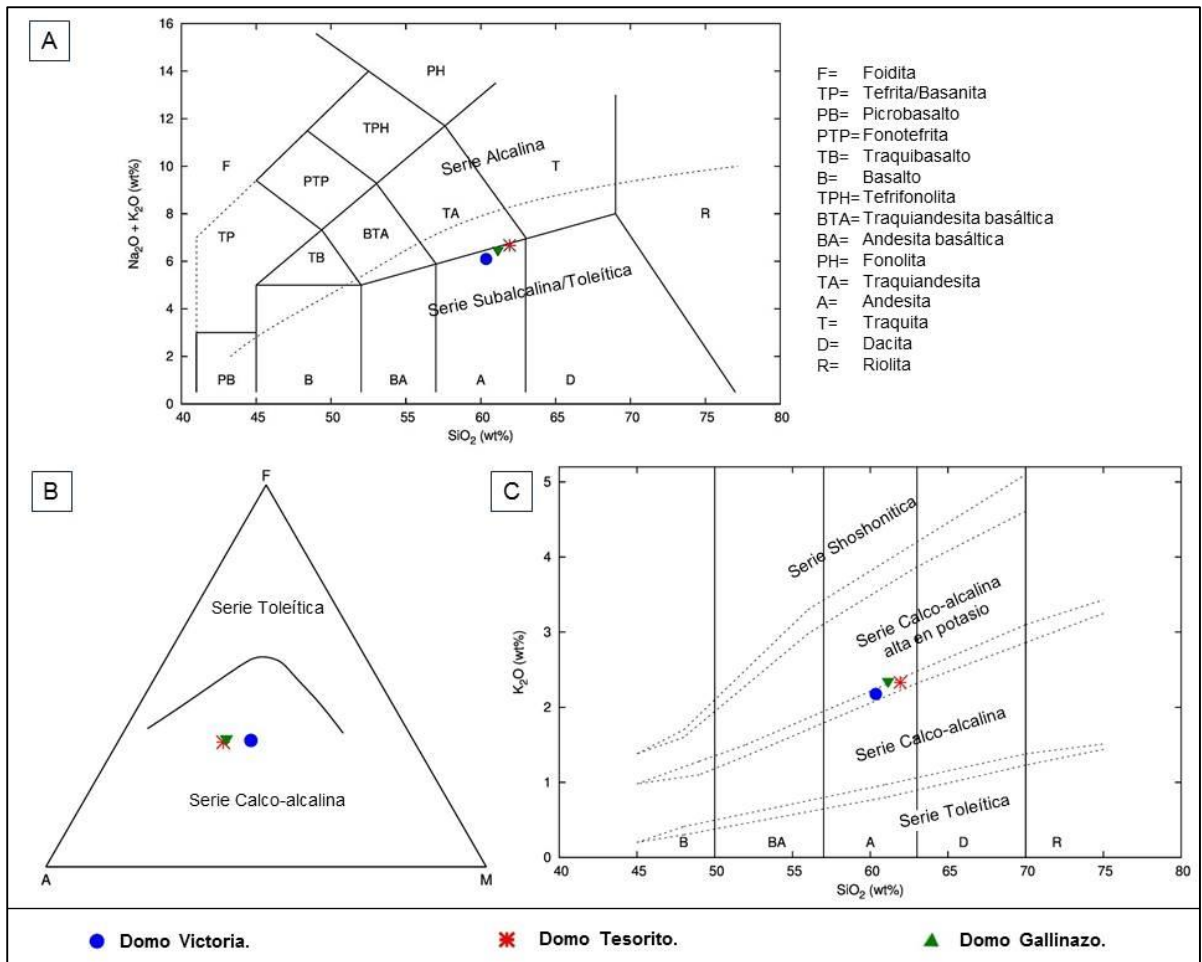 A
16
14
12
10
8
6
4
2
0
Na₂O + K₂O (wt%)
40 45 50 55 60 65 70 75 80
SiO₂ (wt%)
PH
TPH
F
Serie Alcalina
T
PTP
TP
TA
R
BTA
TB
Serie Subalcalina/Toleítica
PB B BA A D
F= Foidita
TP= Tefrita/Basanita
PB= Picrobasalto
PTP= Fonotefrita
TB= Traquibasalto
B= Basalto
TPH= Tefrifonolita
BTA= Traquiandesita basáltica
BA= Andesita basáltica
PH= Fonolita
TA= Traquiandesita
A= Andesita
T= Traquita
D= Dacita
R= Riolita
B
F
Serie Toleítica
Serie Calco-alcalina
A
M
C
5
4
3
2
1
0
K₂O (wt%)
Serie Shoshonitica
Serie Calco-alcalina
alta en potasio
Serie Calco-alcalina
Serie Toleítica
B BA A D R
40 45 50 55 60 65 70 75 80
SiO₂ (wt%)
Domo Victoria.
Domo Tesorito.
Domo Gallinazo.